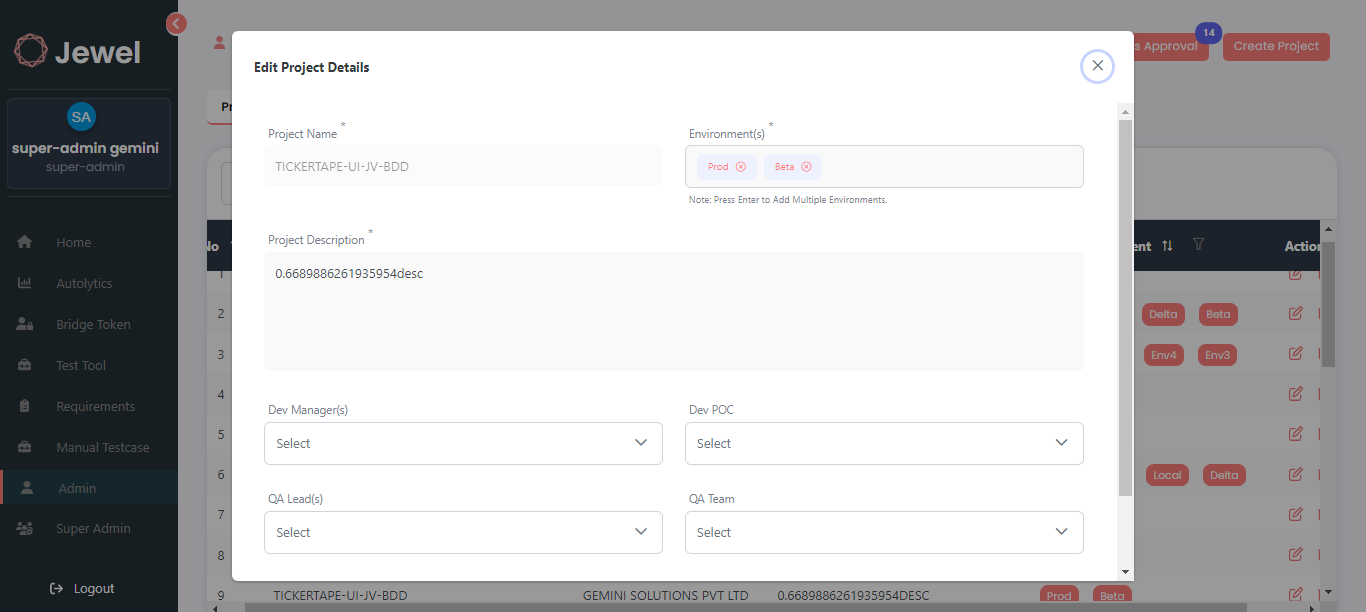 Jewel
SA
super-admin gemini
super-admin
Home
Autolytics
Bridge Token
Test Tool
Requirements
Manual Testcase
Admin
Super Admin
Logout
s Approval
14
Create Project
Edit Project Details
Project Name *
TICKERTAPE-UI-JV-BDD
Environment(s) *
Prod
Beta
Note: Press Enter to Add Multiple Environments.
Project Description *
0.6689886261935954desc
Dev Manager(s)
Select
Dev POC
Select
QA Lead(s)
Select
QA Team
Select
Pr
No
ent
Action
1
2 Delta Beta
3 Env4 Env3
4
5
6 Local Delta
7
8
9 TICKERTAPE-UI-JV-BDD GEMINI SOLUTIONS PVT LTD 0.6689886261935954DESC Prod Beta